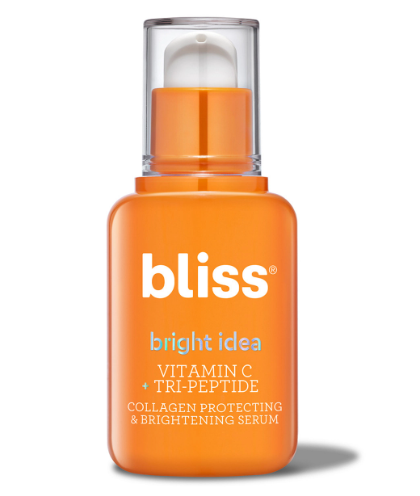 bliss®
bright idea
VITAMIN C
+ TRI-PEPTIDE
COLLAGEN PROTECTING
& BRIGHTENING SERUM